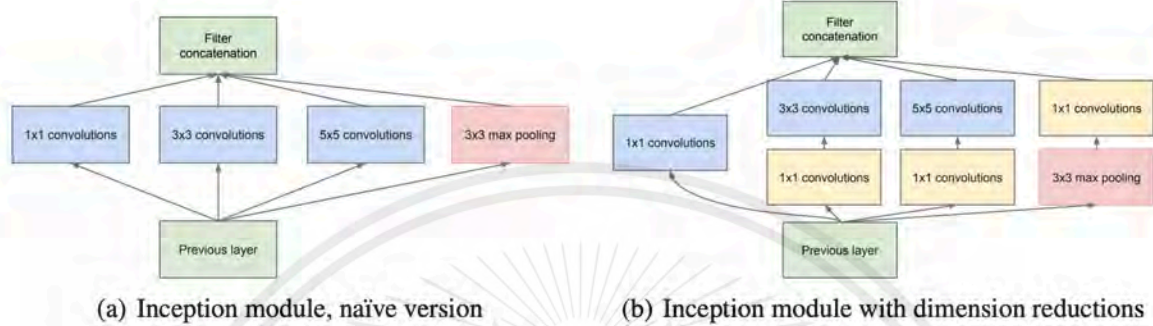 Filter
concatenation
1x1 convolutions
3x3 convolutions
5x5 convolutions
3x3 max pooling
Previous layer
(a) Inception module, naïve version
Filter
concatenation
3x3 convolutions
5x5 convolutions
1x1 convolutions
1x1 convolutions
1x1 convolutions
1x1 convolutions
3x3 max pooling
Previous layer
(b) Inception module with dimension reductions